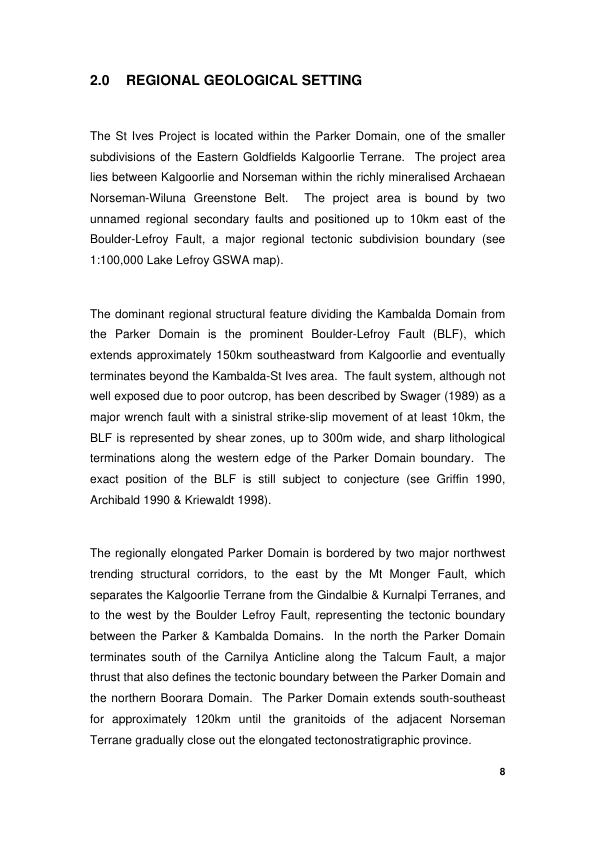 2.0 REGIONAL GEOLOGICAL SETTING
The St Ives Project is located within the Parker Domain, one of the smaller
subdivisions of the Eastern Goldfields Kalgoorlie Terrane. The project area
lies between Kalgoorlie and Norseman within the richly mineralised Archaean
Norseman-Wiluna Greenstone Belt. The project area is bound by two
unnamed regional secondary faults and positioned up to 10km east of the
Boulder-Lefroy Fault, a major regional tectonic subdivision boundary (see
1:100,000 Lake Lefroy GSWA map).
The dominant regional structural feature dividing the Kambalda Domain from
the Parker Domain is the prominent Boulder-Lefroy Fault (BLF), which
extends approximately 150km southeastward from Kalgoorlie and eventually
terminates beyond the Kambalda-St Ives area. The fault system, although not
well exposed due to poor outcrop, has been described by Swager (1989) as a
major wrench fault with a sinistral strike-slip movement of at least 10km, the
BLF is represented by shear zones, up to 300m wide, and sharp lithological
terminations along the western edge of the Parker Domain boundary. The
exact position of the BLF is still subject to conjecture (see Griffin 1990,
Archibald 1990 & Kriewaldt 1998).
The regionally elongated Parker Domain is bordered by two major northwest
trending structural corridors, to the east by the Mt Monger Fault, which
separates the Kalgoorlie Terrane from the Gindalbie & Kurnalpi Terranes, and
to the west by the Boulder Lefroy Fault, representing the tectonic boundary
between the Parker & Kambalda Domains. In the north the Parker Domain
terminates south of the Carnilya Anticline along the Talcum Fault, a major
thrust that also defines the tectonic boundary between the Parker Domain and
the northern Boorara Domain. The Parker Domain extends south-southeast
for approximately 120km until the granitoids of the adjacent Norseman
Terrane gradually close out the elongated tectonostratigraphic province.
8